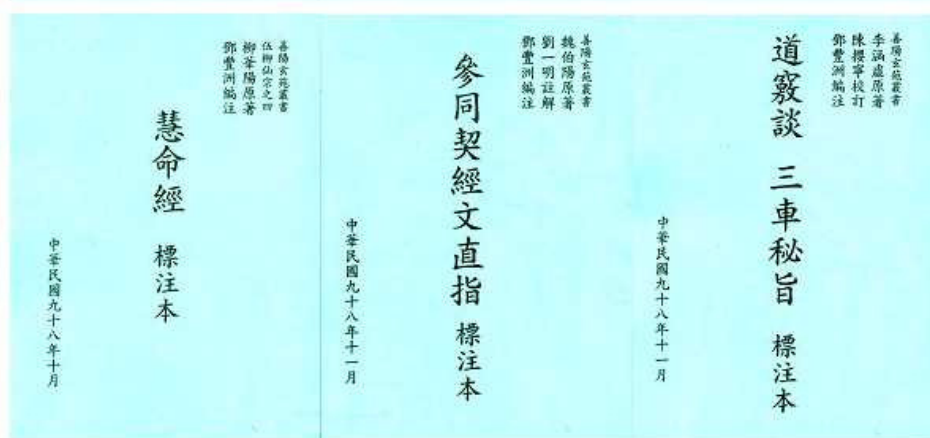 善陽玄苑叢書
李涵虛原著
陳攖寧校訂
鄧豐洲編注
道竅談 三車秘旨 標注本
中華民國九十八年十一月
善陽玄苑叢書
魏伯陽原著
劉一明註解
鄧豐洲編注
參同契經文直指 標注本
中華民國九十八年十一月
善陽玄苑叢書
伍柳仙宗之四
柳華陽原著
鄧豐洲編注
慧命經 標注本
中華民國九十八年十月